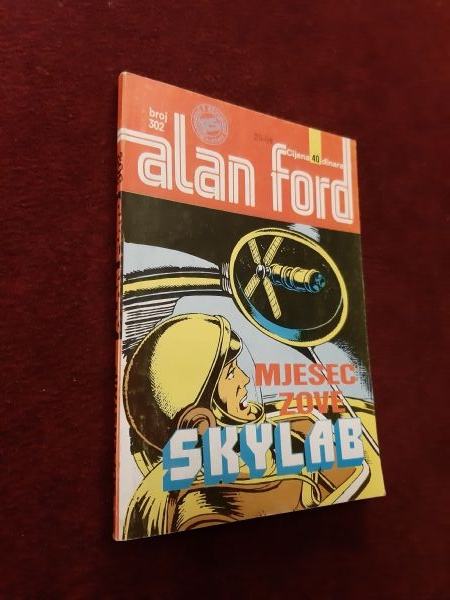 broj
302
Cijena 40 dinara
alan ford
MJESEC
ZOVE
SKYLAB